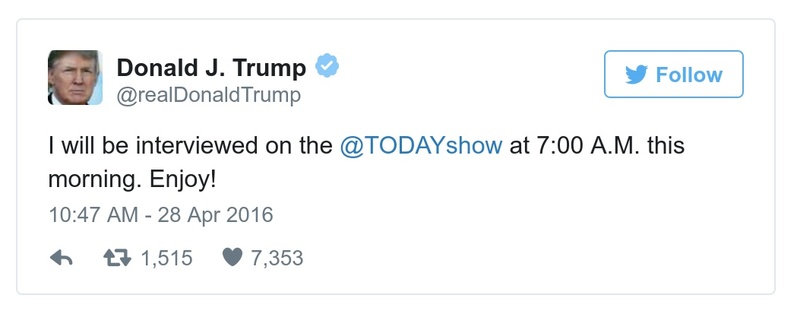 Donald J. Trump
@realDonaldTrump
Follow
I will be interviewed on the @TODAYshow at 7:00 A.M. this
morning. Enjoy!
10:47 AM - 28 Apr 2016
1,515 7,353